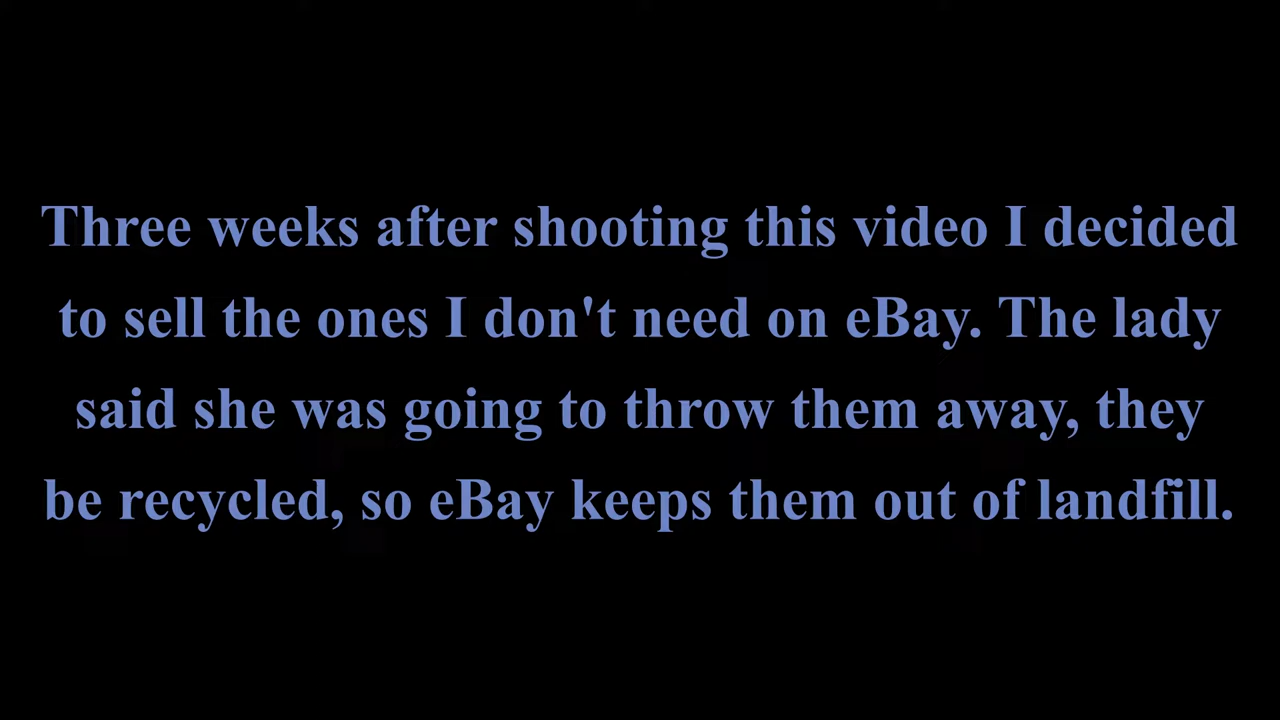 Three weeks after shooting this video I decided
to sell the ones I don't need on eBay. The lady
said she was going to throw them away, they
be recycled, so eBay keeps them out of landfill.